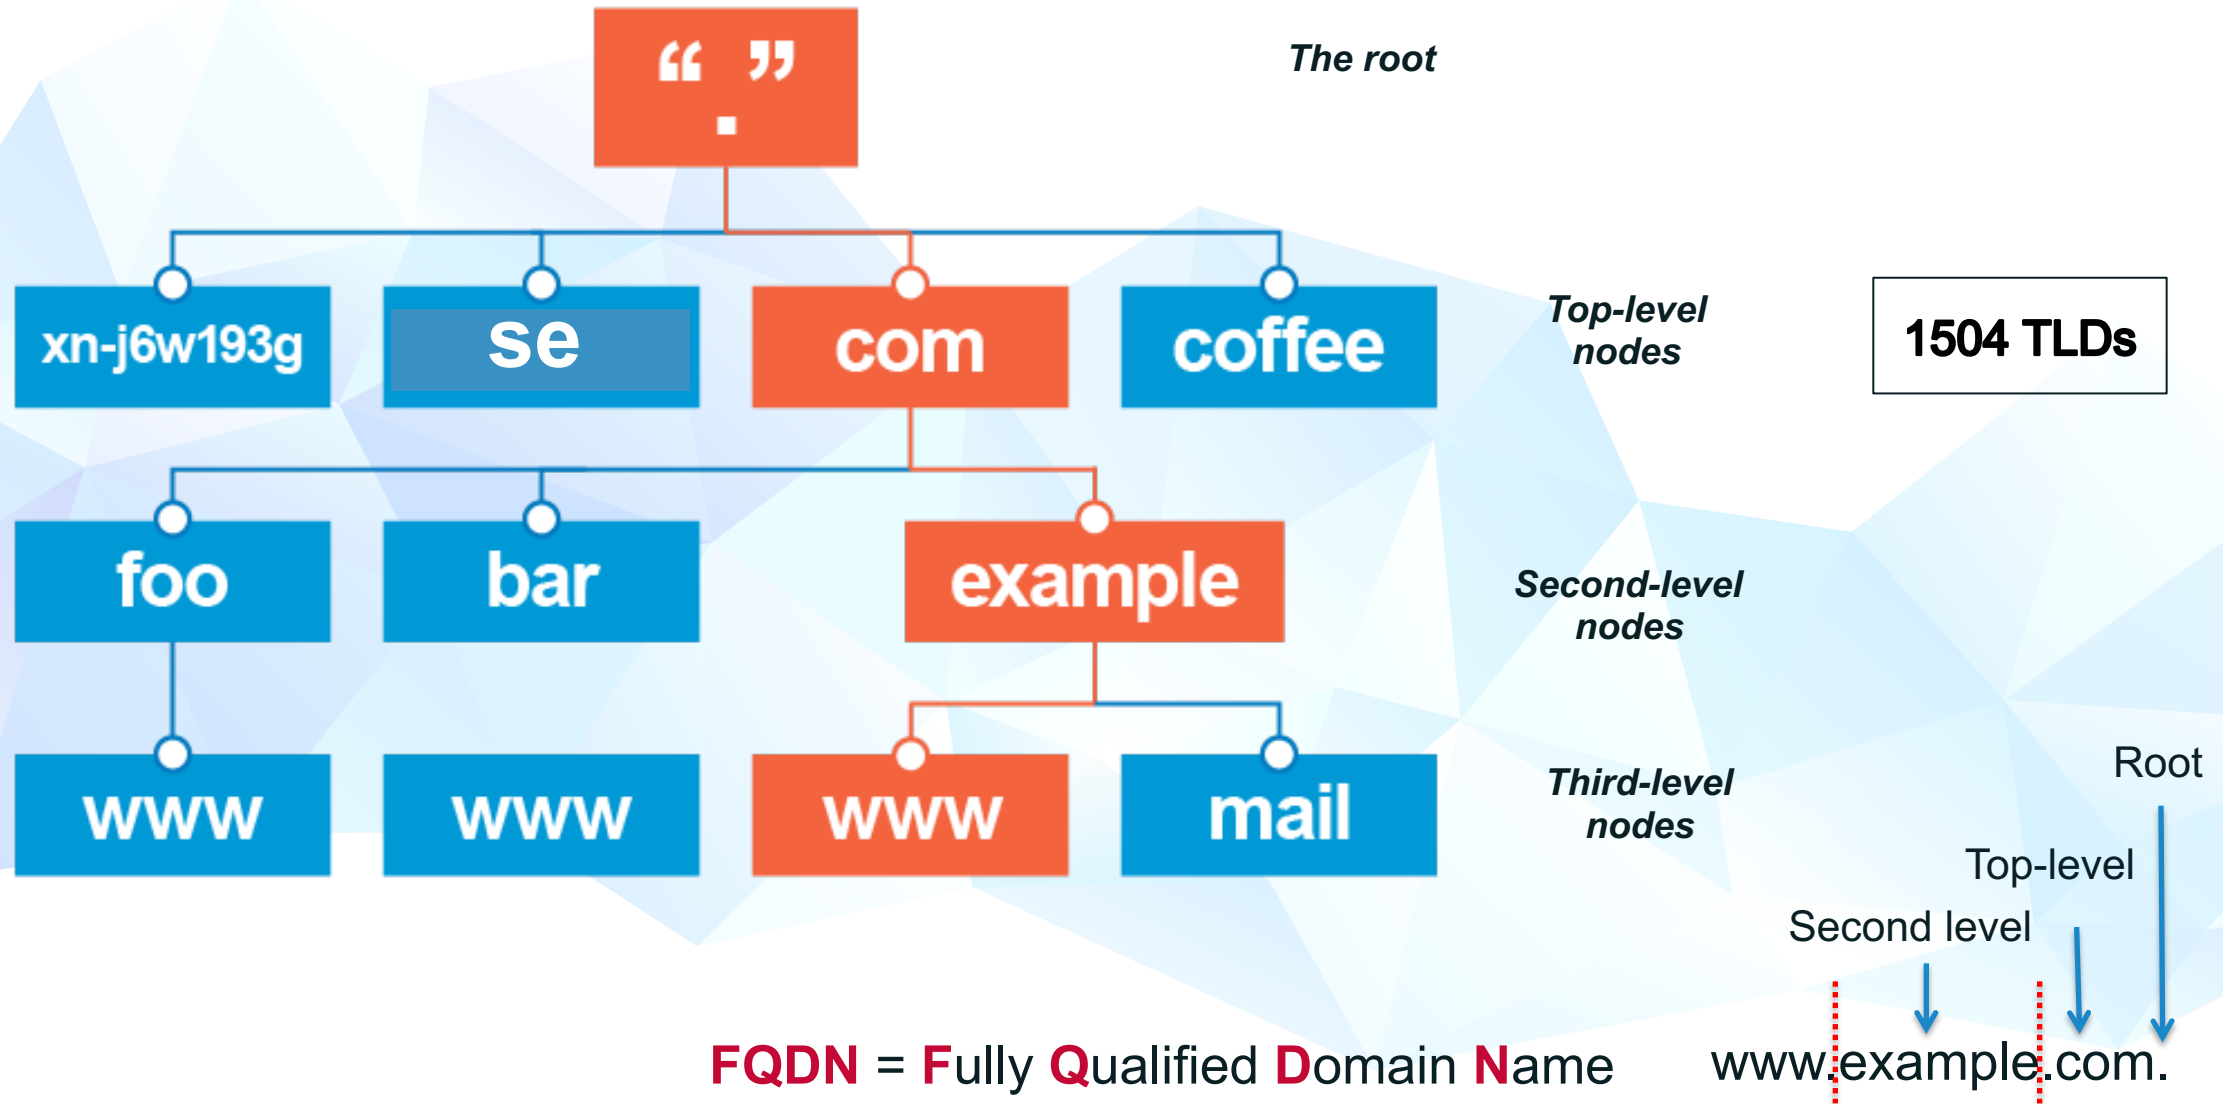 “.”
The root
xn-j6w193g
se
com
coffee
Top-level
nodes
1504 TLDs
foo
bar
example
Second-level
nodes
www
www
www
mail
Third-level
nodes
Root
Top-level
Second level
FQDN = Fully Qualified Domain Name
www.example.com.